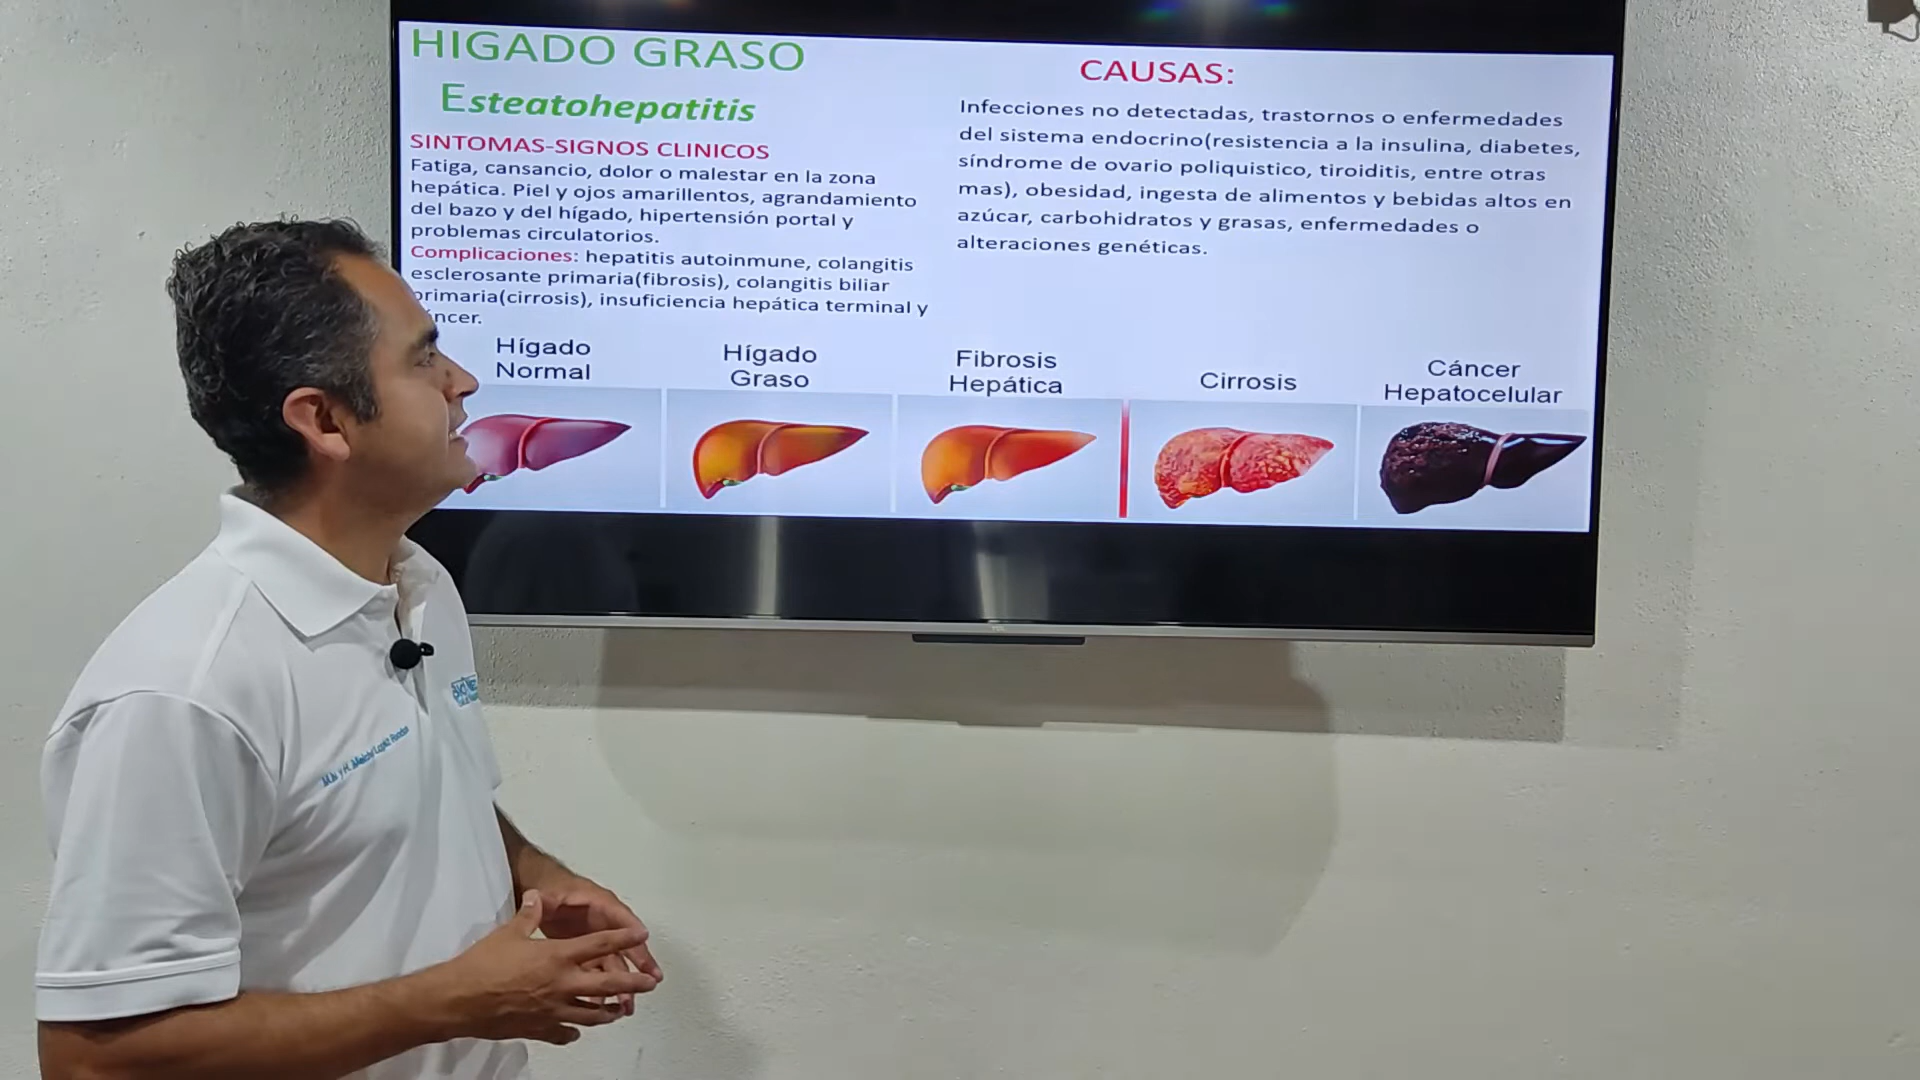 HIGADO GRASO
Esteatohepatitis
SINTOMAS-SIGNOS CLINICOS
Fatiga, cansancio, dolor o malestar en la zona
hepática. Piel y ojos amarillentos, agrandamiento
del bazo y del hígado, hipertensión portal y
problemas circulatorios.
Complicaciones: hepatitis autoinmune, colangitis
esclerosante primaria(fibrosis), colangitis biliar
primaria(cirrosis), insuficiencia hepática terminal y
CAUSAS:
Infecciones no detectadas, trastornos o enfermedades
del sistema endocrino(resistencia a la insulina, diabetes,
síndrome de ovario poliquistico, tiroiditis, entre otras
mas), obesidad, ingesta de alimentos y bebidas altos en
azúcar, carbohidratos y grasas, enfermedades o
alteraciones genéticas.
Hígado
Normal
Hígado
Graso
Fibrosis
Hepática
Cirrosis
Cáncer
Hepatocelular